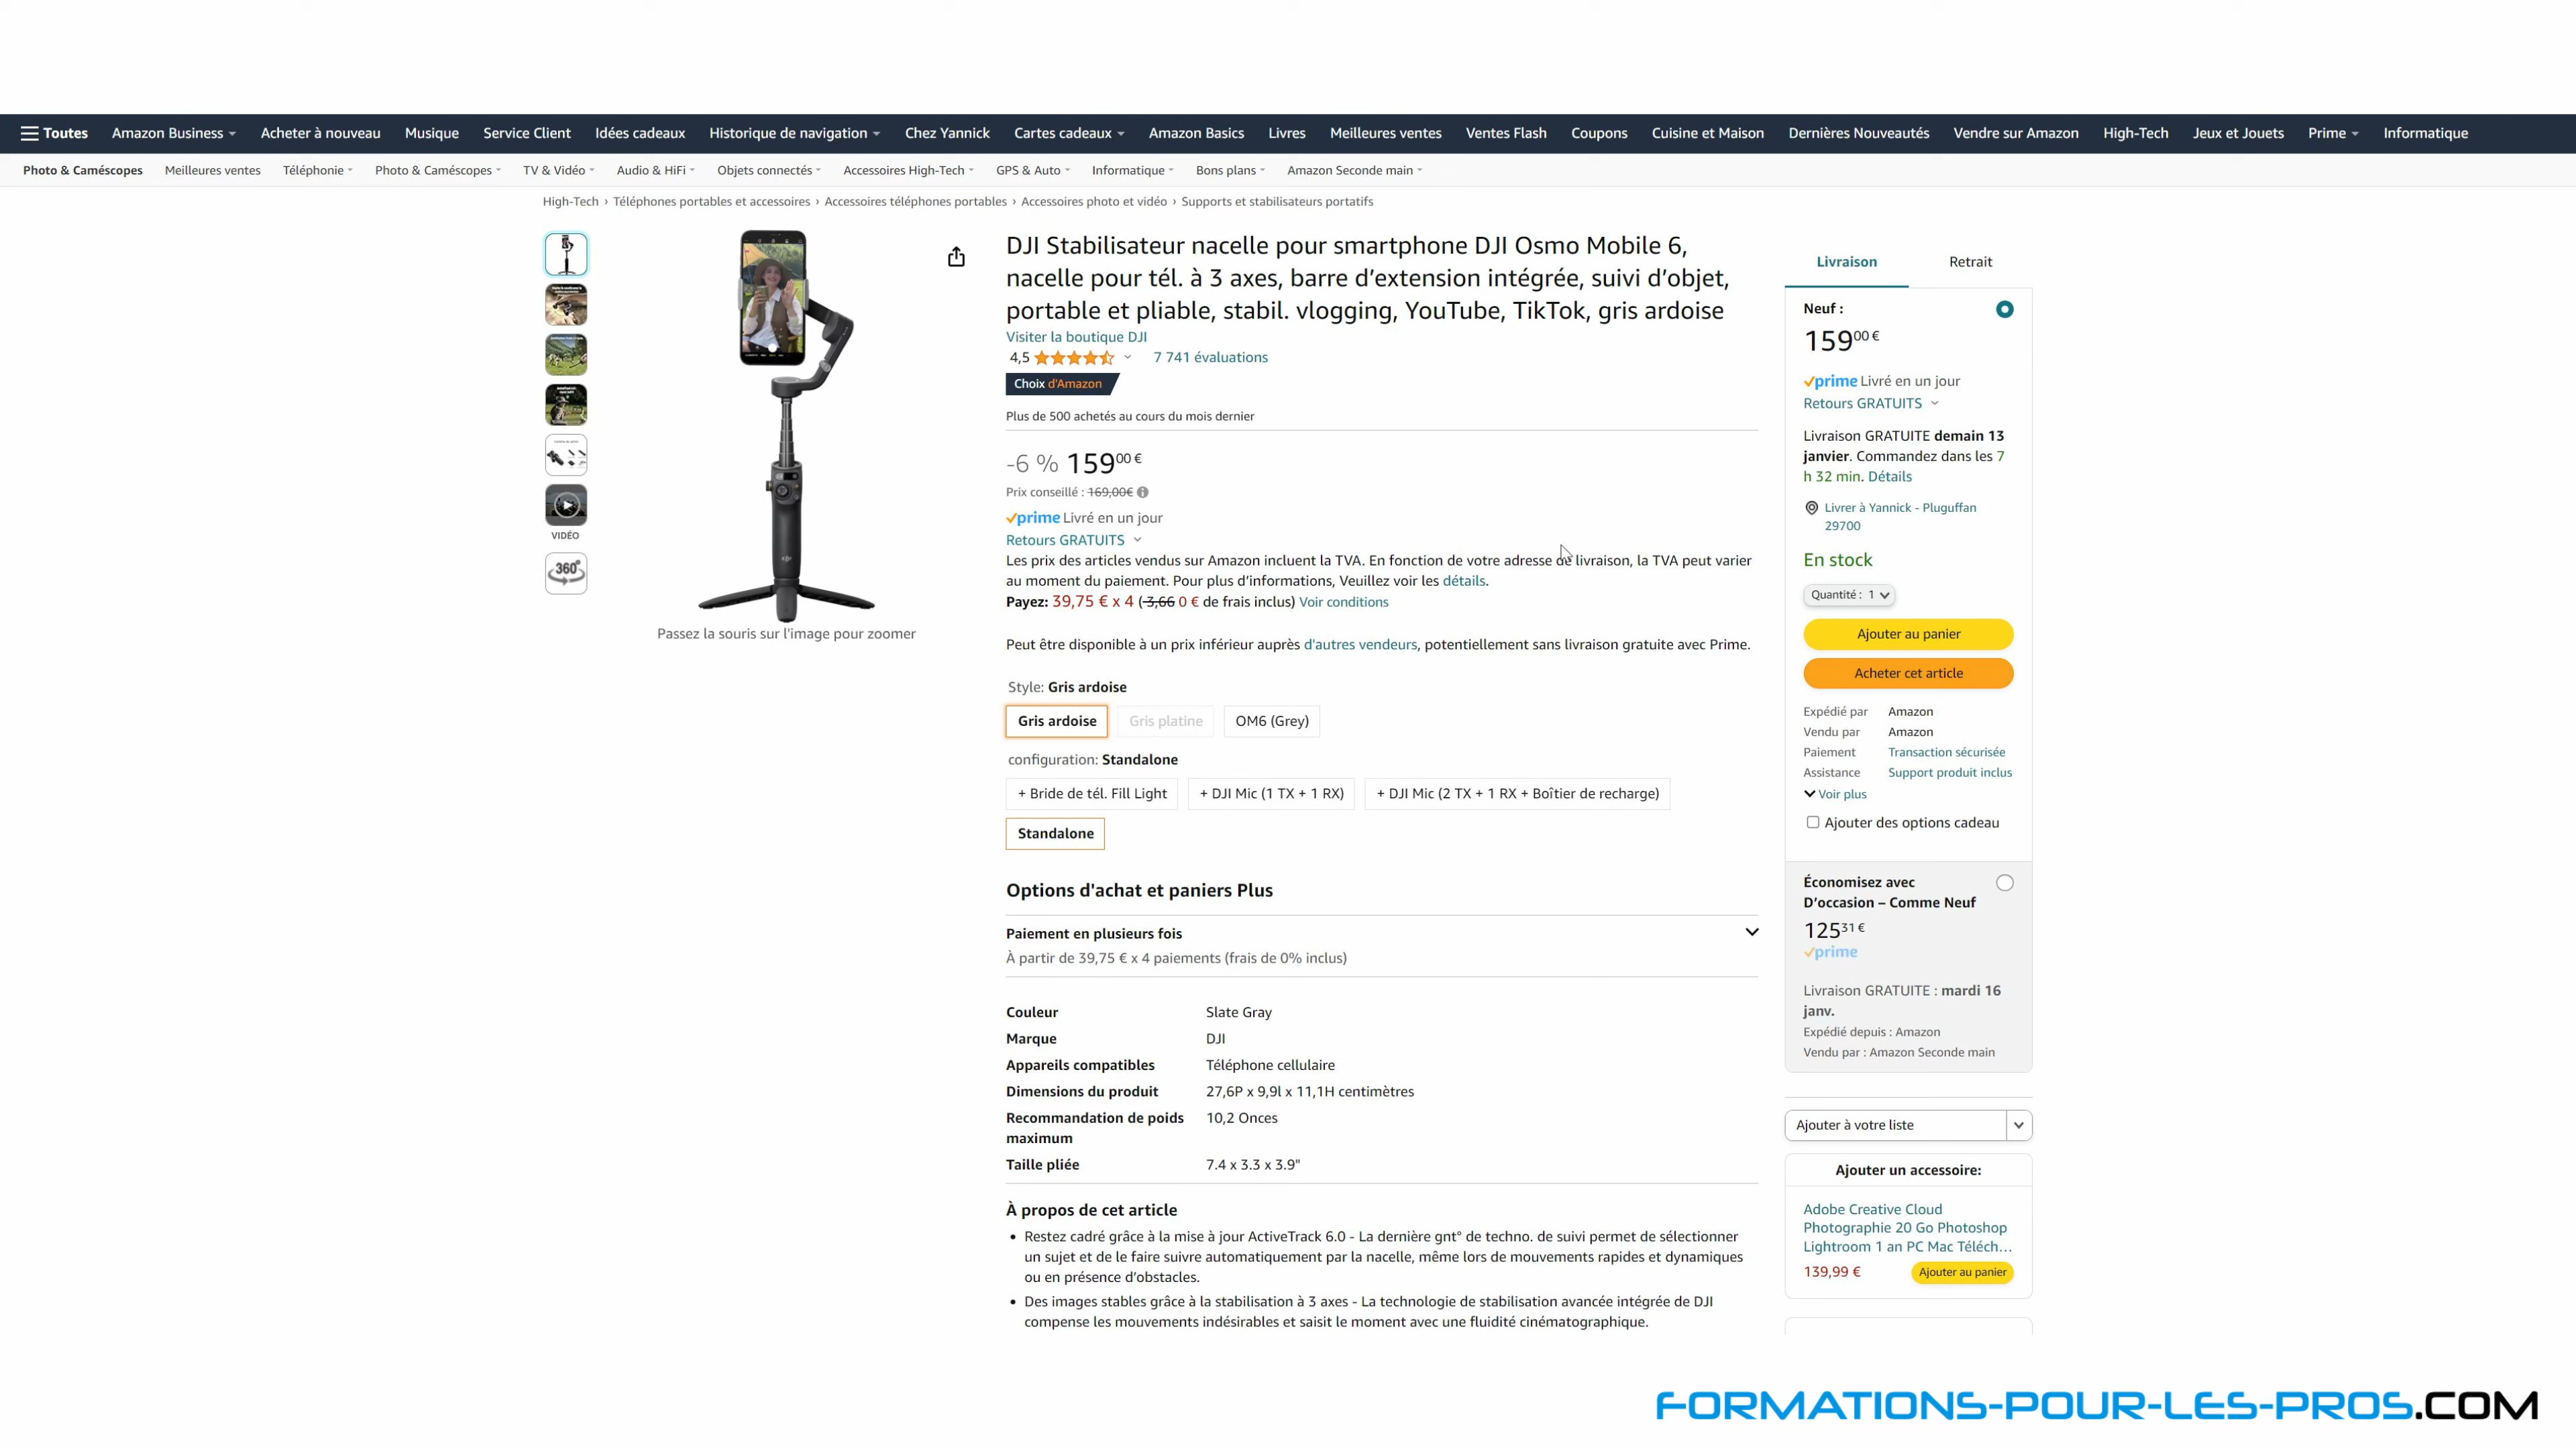 Toutes Amazon Business Acheter à nouveau Musique Service Client Idées cadeaux Historique de navigation Chez Yannick Cartes cadeaux Amazon Basics Livres Meilleures ventes Ventes Flash Coupons Cuisine et Maison Dernières Nouveautés Vendre sur Amazon High-Tech Jeux et Jouets Prime Informatique
Photo & Caméscopes Meilleures ventes Téléphonie Photo & Caméscopes TV & Vidéo Audio & HiFi Objets connectés Accessoires High-Tech GPS & Auto Informatique Bons plans Amazon Seconde main
High-Tech › Téléphones portables et accessoires › Accessoires téléphones portables › Accessoires photo et vidéo › Supports et stabilisateurs portatifs
VIDÉO
360°
Passez la souris sur l'image pour zoomer
DJI Stabilisateur nacelle pour smartphone DJI Osmo Mobile 6,
nacelle pour tél. à 3 axes, barre d’extension intégrée, suivi d’objet,
portable et pliable, stabil. vlogging, YouTube, TikTok, gris ardoise
Visiter la boutique DJI
4,5 7 741 évaluations
Choix d'Amazon
Plus de 500 achetés au cours du mois dernier
-6 % 159,00 €
Prix conseillé : 169,00€
prime Livré en un jour
Retours GRATUITS
Les prix des articles vendus sur Amazon incluent la TVA. En fonction de votre adresse de livraison, la TVA peut varier
au moment du paiement. Pour plus d’informations, Veuillez voir les détails.
Payez: 39,75 € x 4 (3,66 0 € de frais inclus) Voir conditions
Peut être disponible à un prix inférieur auprès d'autres vendeurs, potentiellement sans livraison gratuite avec Prime.
Style: Gris ardoise
Gris ardoise Gris platine OM6 (Grey)
configuration: Standalone
+ Bride de tél. Fill Light + DJI Mic (1 TX + 1 RX) + DJI Mic (2 TX + 1 RX + Boîtier de recharge)
Standalone
Options d'achat et paniers Plus
Paiement en plusieurs fois
À partir de 39,75 € x 4 paiements (frais de 0% inclus)
Couleur Slate Gray
Marque DJI
Appareils compatibles Téléphone cellulaire
Dimensions du produit 27,6P x 9,9l x 11,1H centimètres
Recommandation de poids 10,2 Onces
maximum
Taille pliée 7.4 x 3.3 x 3.9"
À propos de cet article
• Restez cadré grâce à la mise à jour ActiveTrack 6.0 - La dernière gnt° de techno. de suivi permet de sélectionner
un sujet et de le faire suivre automatiquement par la nacelle, même lors de mouvements rapides et dynamiques
ou en présence d’obstacles.
• Des images stables grâce à la stabilisation à 3 axes - La technologie de stabilisation avancée intégrée de DJI
compense les mouvements indésirables et saisit le moment avec une fluidité cinématographique.
Livraison Retrait
Neuf :
159,00 €
prime Livré en un jour
Retours GRATUITS
Livraison GRATUITE demain 13
janvier. Commandez dans les 7
h 32 min. Détails
Livrer à Yannick - Pluguffan
29700
En stock
Quantité : 1
Ajouter au panier
Acheter cet article
Expédié par Amazon
Vendu par Amazon
Paiement Transaction sécurisée
Assistance Support produit inclus
Voir plus
Ajouter des options cadeau
Économisez avec
D’occasion – Comme Neuf
125,31 €
prime
Livraison GRATUITE : mardi 16
janv.
Expédié depuis : Amazon
Vendu par : Amazon Seconde main
Ajouter à votre liste
Ajouter un accessoire:
Adobe Creative Cloud
Photographie 20 Go Photoshop
Lightroom 1 an PC Mac Téléch…
139,99 € Ajouter au panier
FORMATIONS-POUR-LES-PROS.COM